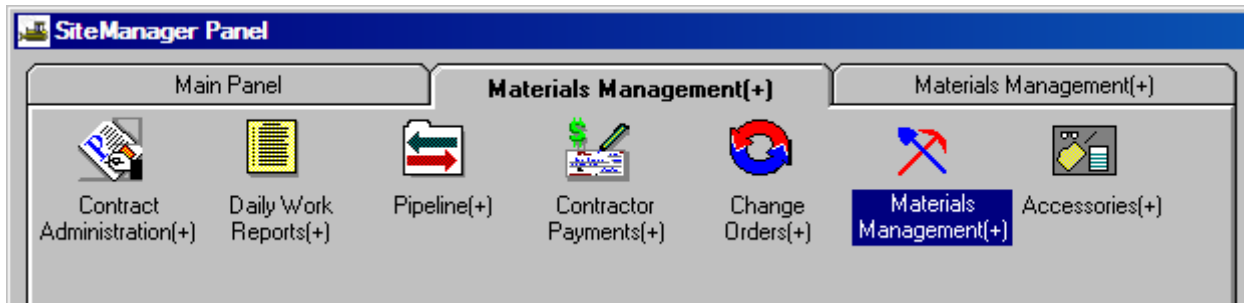 SiteManager Panel
Main Panel
Materials Management(+)
Materials Management(+)
Contract
Administration(+)
Daily Work
Reports(+)
Pipeline(+)
Contractor
Payments(+)
Change
Orders(+)
Materials
Management(+)
Accessories(+)